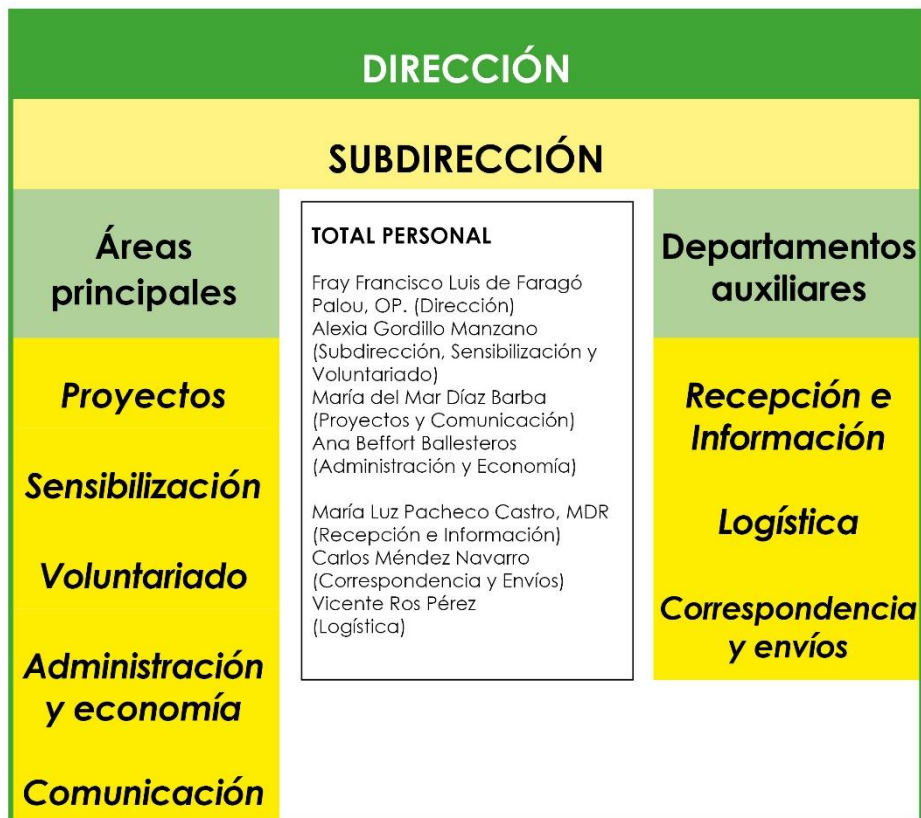 DIRECCIÓN
SUBDIRECCIÓN
Áreas
principales
Proyectos
Sensibilización
Voluntariado
Administración
y economía
Comunicación
TOTAL PERSONAL
Fray Francisco Luis de Faragó
Palou, OP. (Dirección)
Alexia Gordillo Manzano
(Subdirección, Sensibilización y
Voluntariado)
María del Mar Díaz Barba
(Proyectos y Comunicación)
Ana Beffort Ballesteros
(Administración y Economía)
María Luz Pacheco Castro, MDR
(Recepción e Información)
Carlos Méndez Navarro
(Correspondencia y Envíos)
Vicente Ros Pérez
(Logística)
Departamentos
auxiliares
Recepción e
Información
Logística
Correspondencia
y envíos